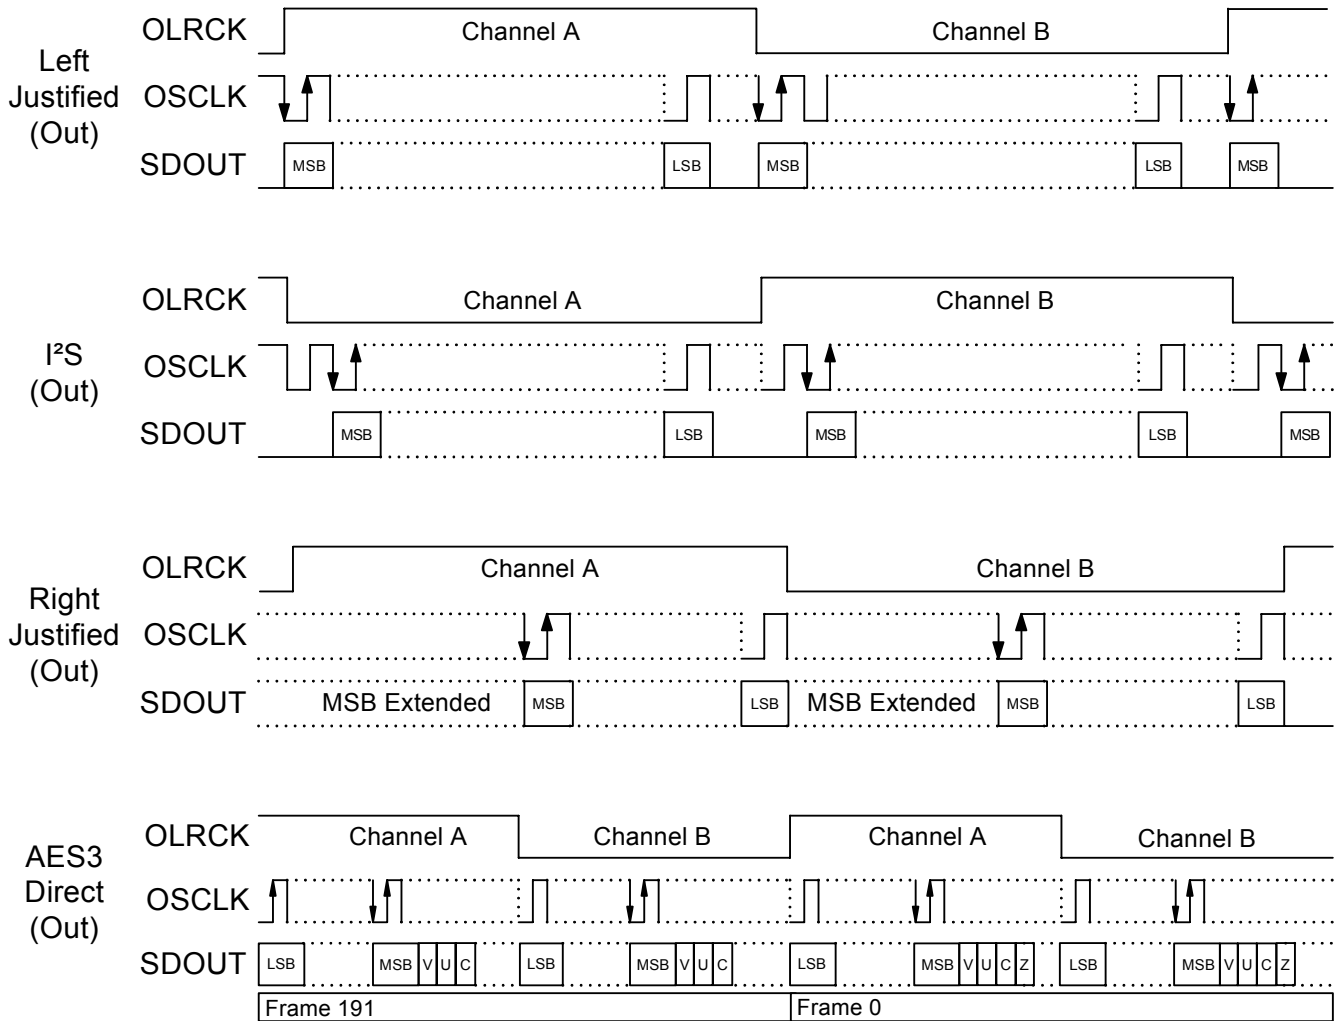 OLRCK Channel A Channel B
Left
Justified
(Out)
OSCLK
SDOUT MSB LSB MSB LSB MSB
OLRCK Channel A Channel B
I²S
(Out)
OSCLK
SDOUT MSB LSB MSB LSB MSB
OLRCK Channel A Channel B
Right
Justified
(Out)
OSCLK
SDOUT MSB Extended MSB LSB MSB Extended MSB LSB
OLRCK Channel A Channel B Channel A Channel B
AES3
Direct
(Out)
OSCLK
SDOUT LSB MSB V U C LSB MSB V U C LSB MSB V U C Z LSB MSB V U C Z
Frame 191 Frame 0